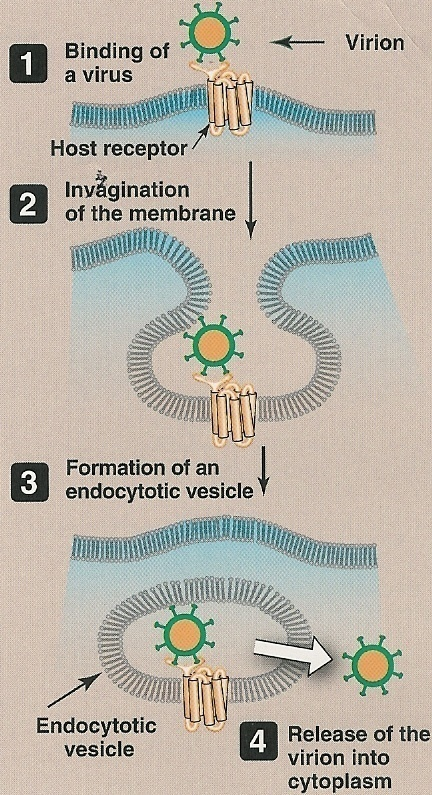 1
Binding of
a virus
Virion
Host receptor
2
Invagination
of the membrane
3
Formation of an
endocytotic vesicle
Endocytotic
vesicle
4
Release of the
virion into
cytoplasm